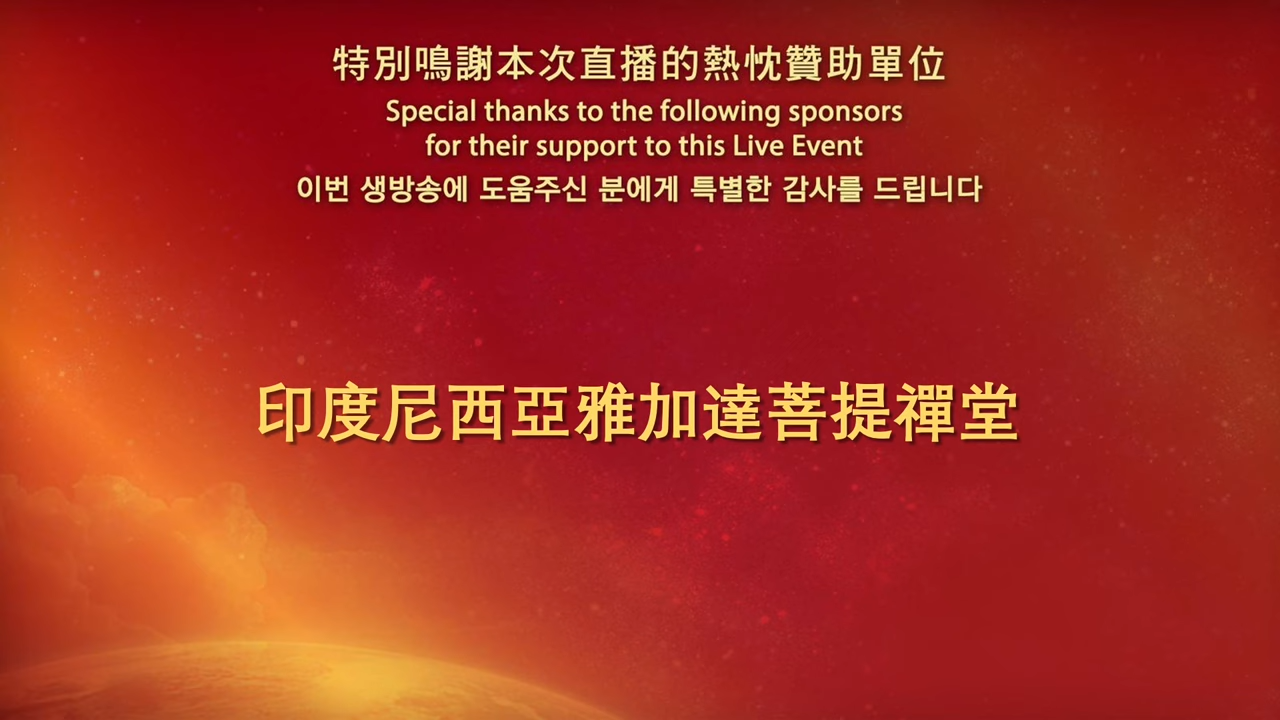 特別鳴謝本次直播的熱忱贊助單位
Special thanks to the following sponsors
for their support to this Live Event
이번 생방송에 도움주신 분에게 특별한 감사를 드립니다
印度尼西亞雅加達菩提禪堂